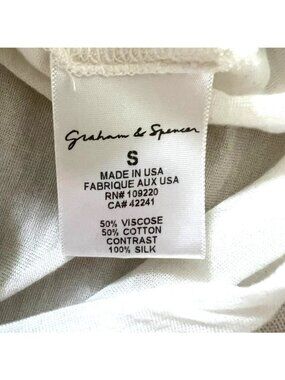 Graham & Spencer
S
MADE IN USA
FABRIQUE AUX USA
RN# 109220
CA# 42241
50% VISCOSE
50% COTTON
CONTRAST
100% SILK